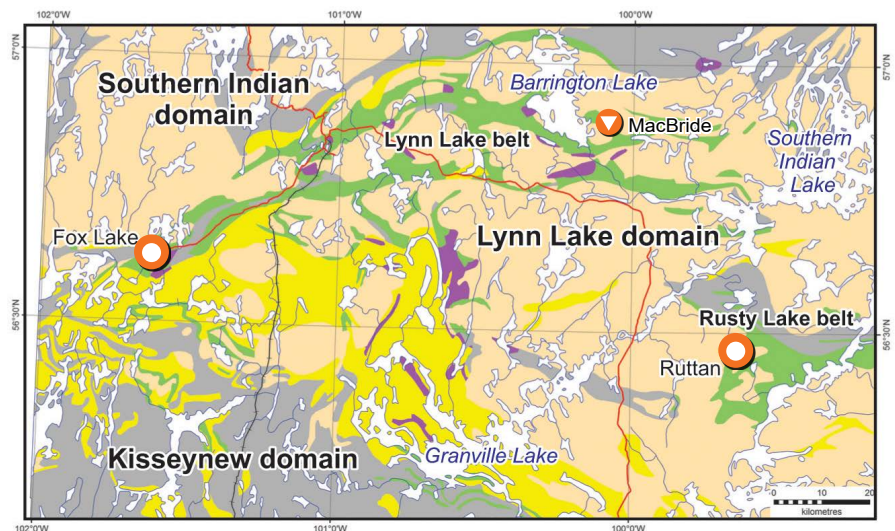 102°0'W
101°0'W
100°0'W
57°0'N
57°0'N
Southern Indian
domain
Barrington Lake
MacBride
Lynn Lake belt
Southern
Indian
Lake
Fox Lake
Lynn Lake domain
56°30'N
Rusty Lake belt
56°30'N
Ruttan
Kisseynew domain
Granville Lake
0 10 20
kilometres
102°0'W
101°0'W
100°0'W